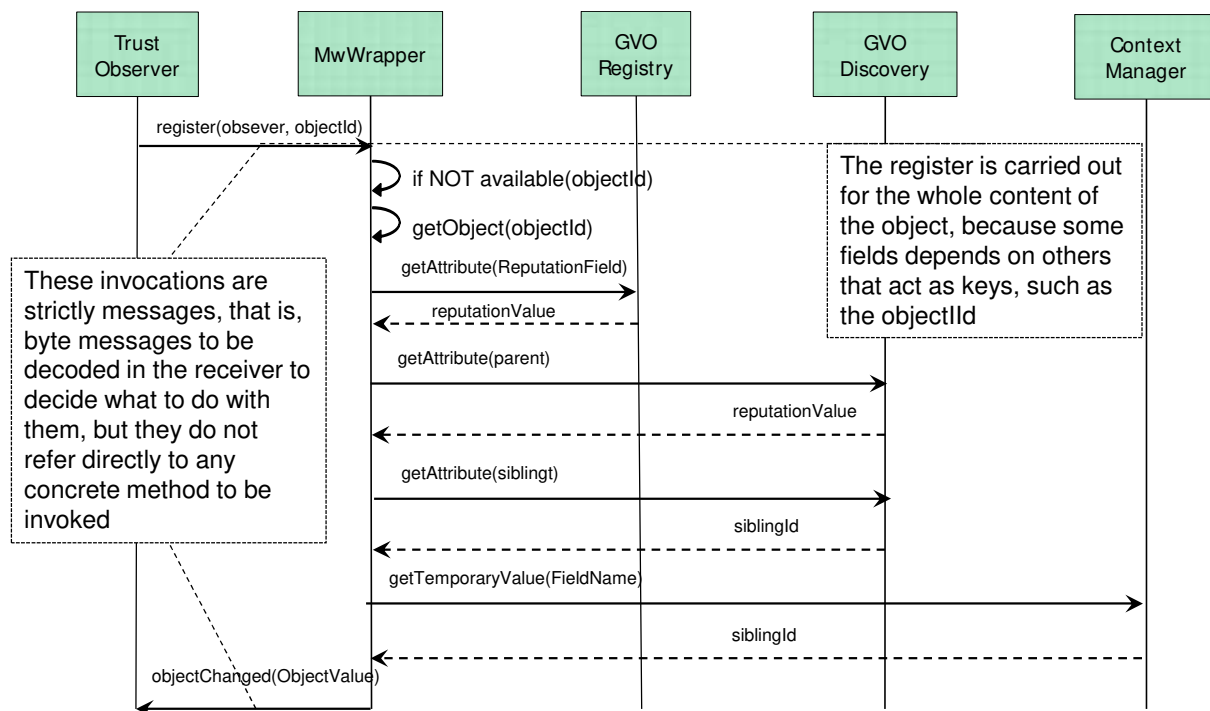 Trust
Observer
MwWrapper
GVO
Registry
GVO
Discovery
Context
Manager
register(obsever, objectId)
if NOT available(objectId)
getObject(objectId)
The register is carried out
for the whole content of
the object, because some
fields depends on others
that act as keys, such as
the objectIId
These invocations are
strictly messages, that is,
byte messages to be
decoded in the receiver to
decide what to do with
them, but they do not
refer directly to any
concrete method to be
invoked
getAttribute(ReputationField)
reputationValue
getAttribute(parent)
reputationValue
getAttribute(siblingt)
siblingId
getTemporaryValue(FieldName)
siblingId
objectChanged(ObjectValue)